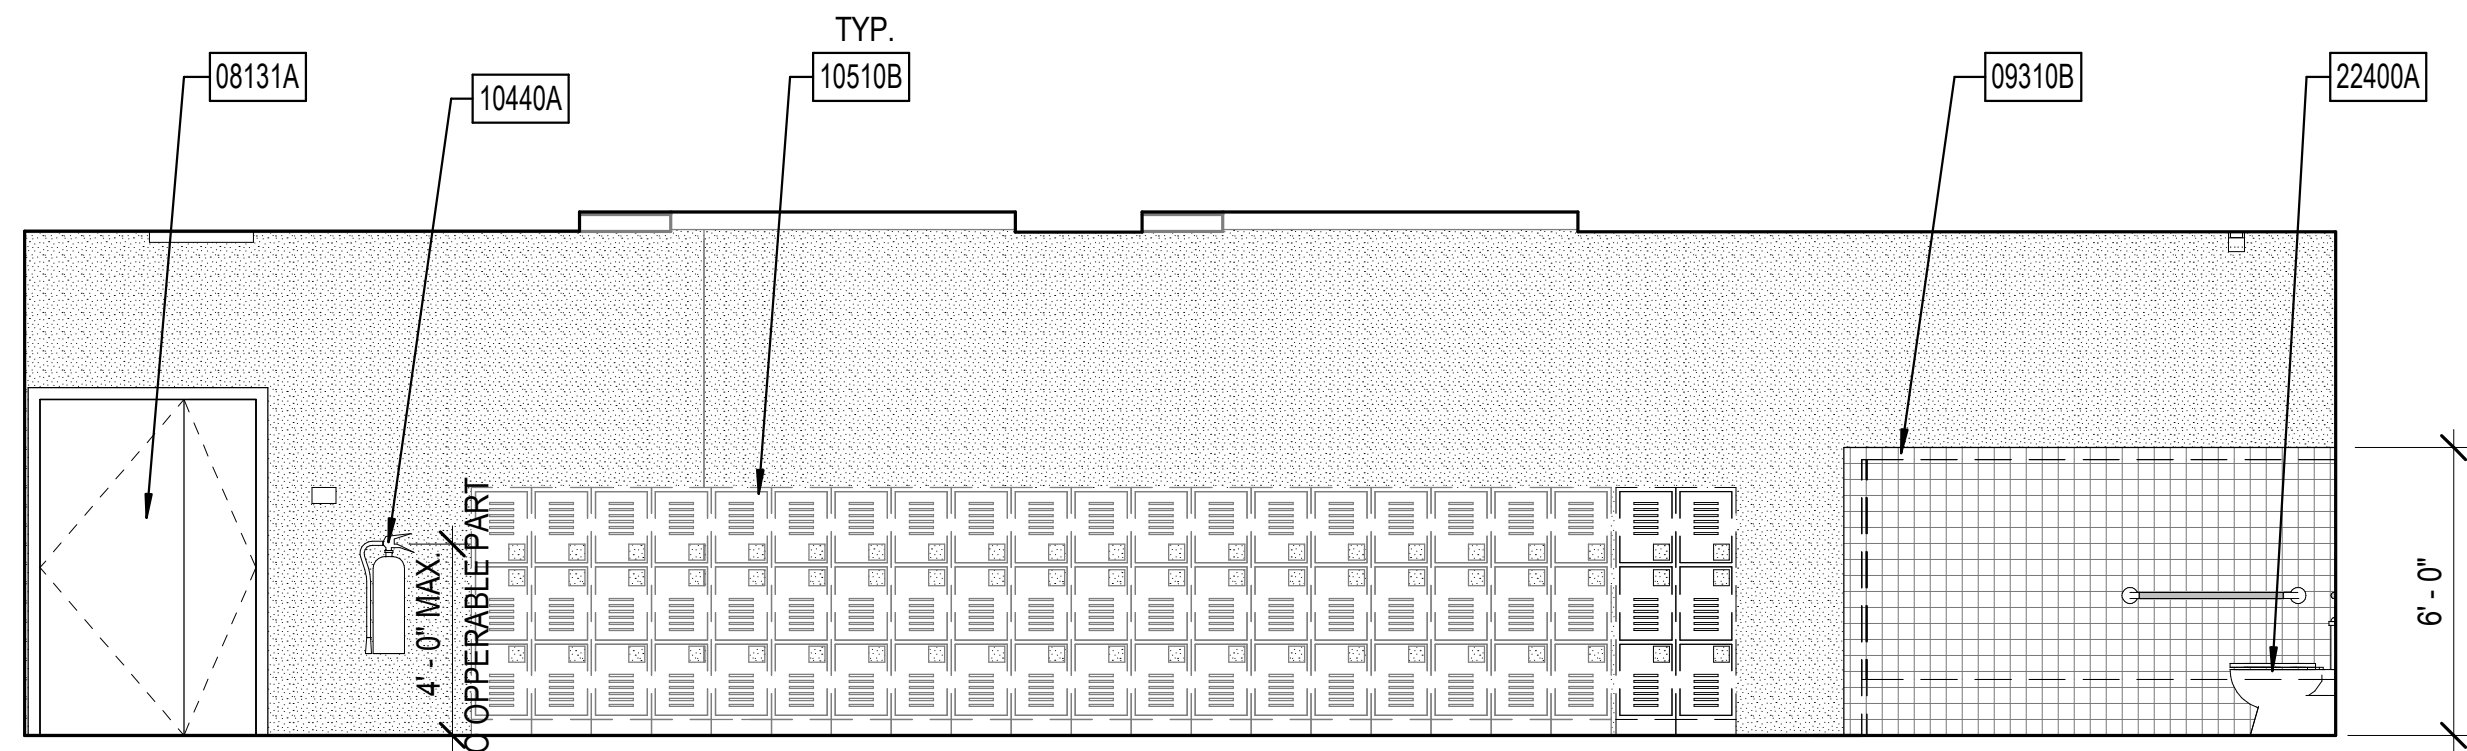 TYP.
08131A
10440A
10510B
09310B
22400A
4' - 0" MAX.
OPPERABLE PART
6' - 0"